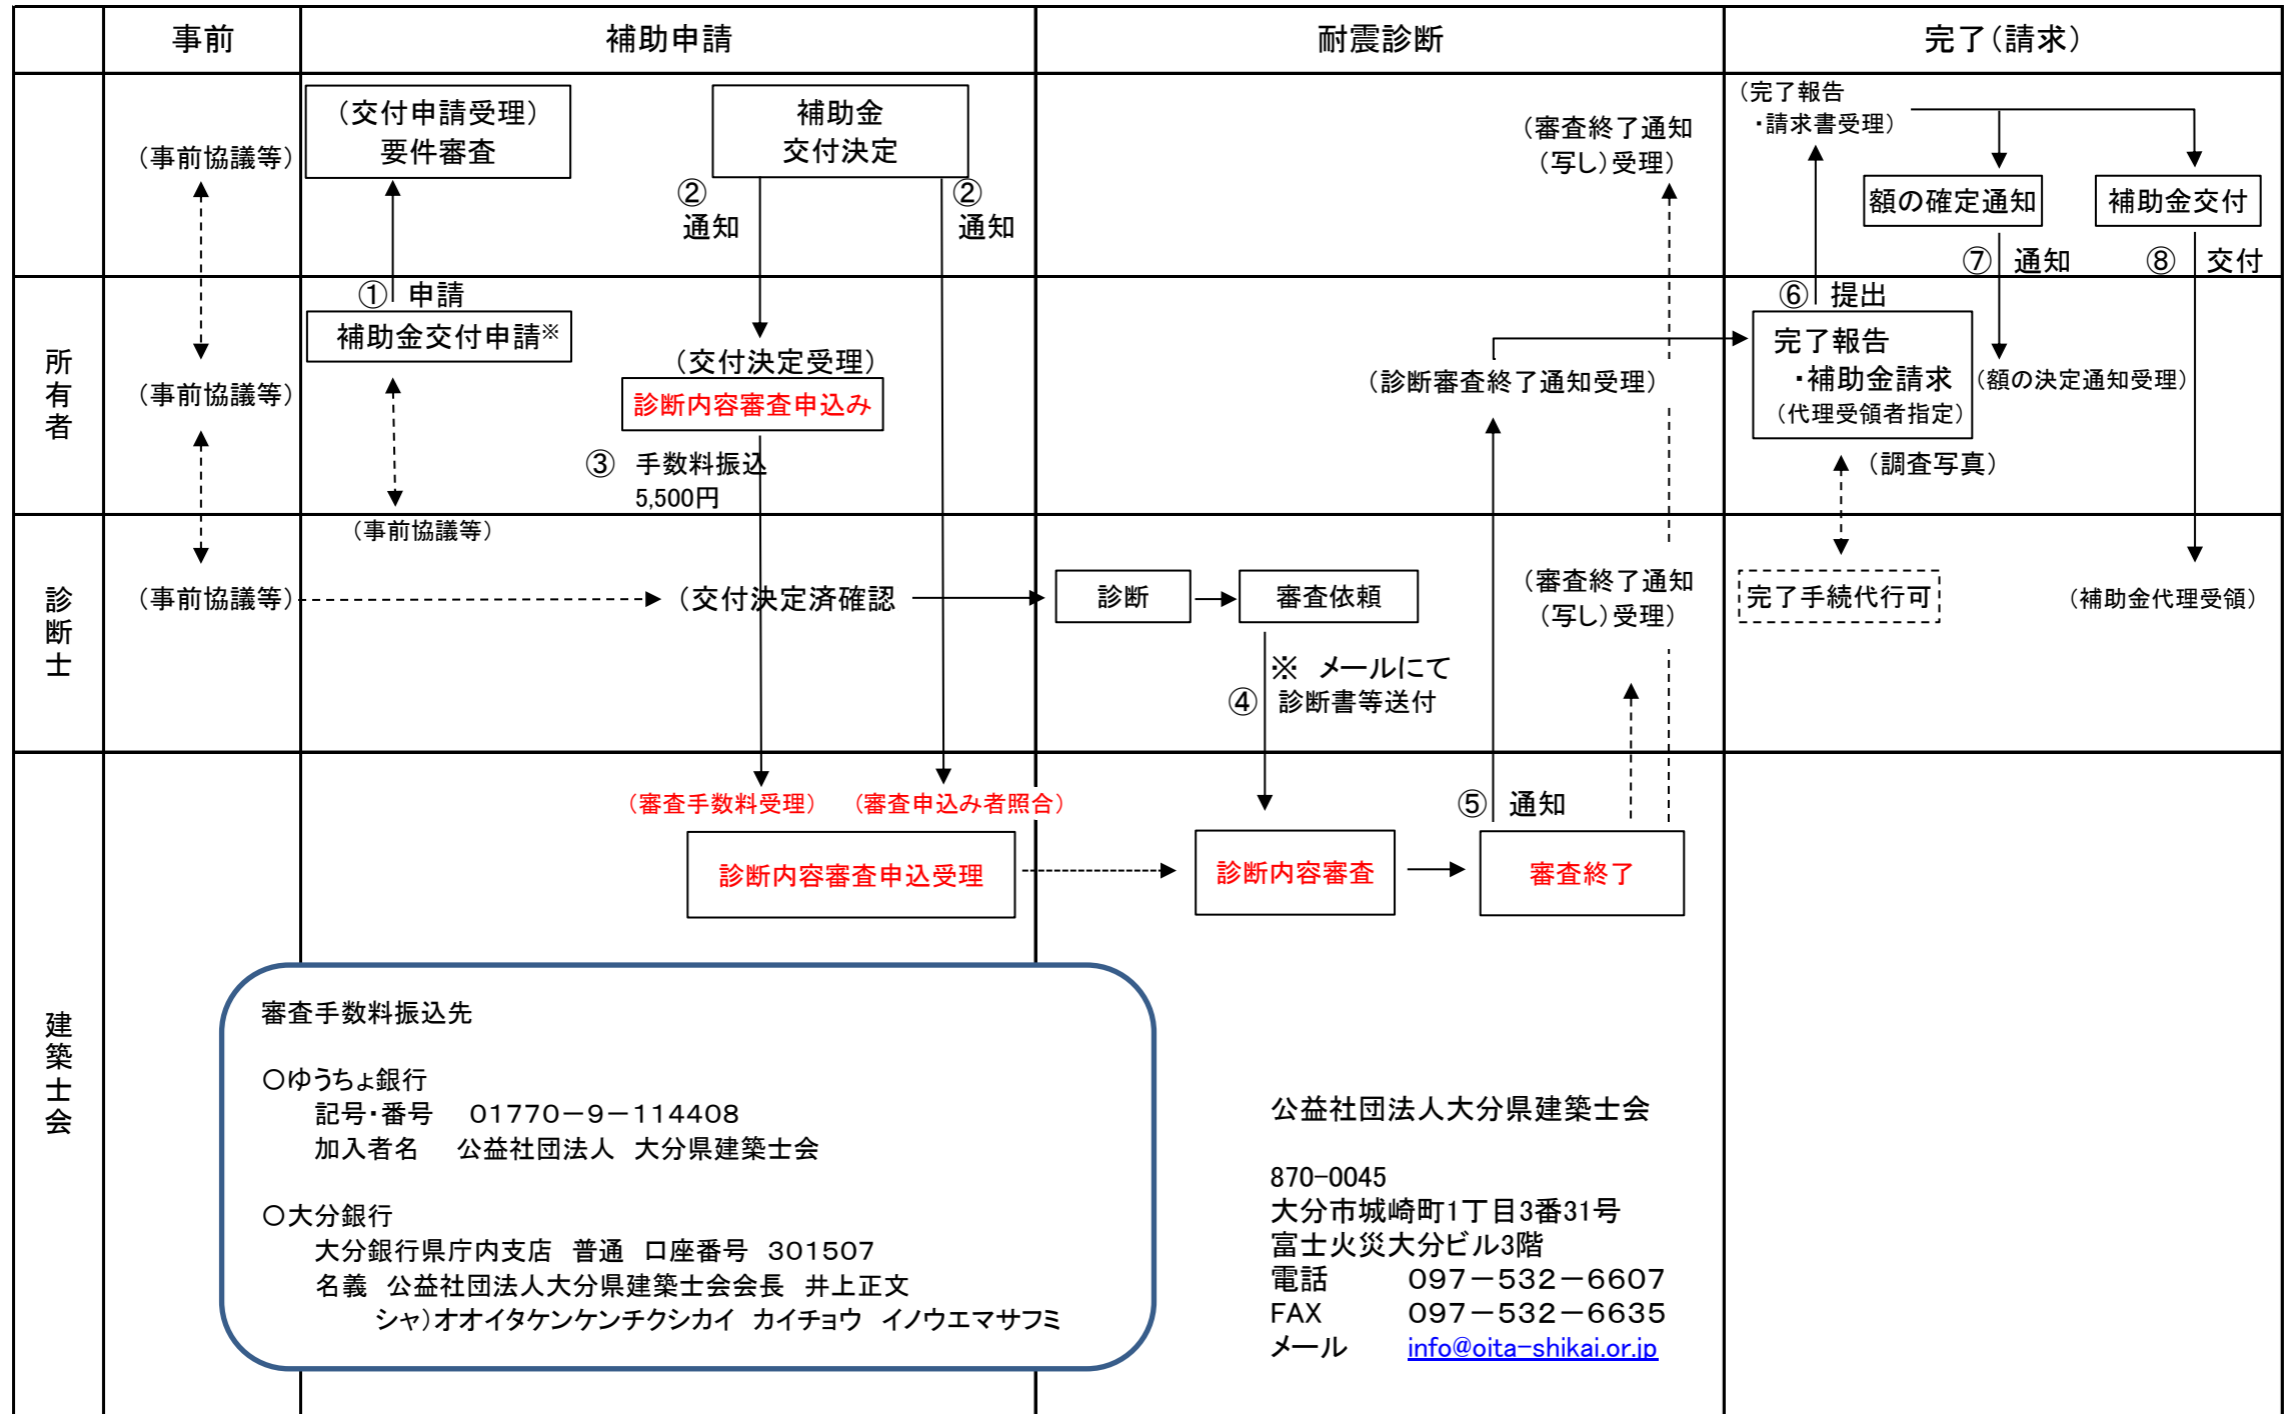 事前
補助申請
耐震診断
完了(請求)
(交付申請受理)
要件審査
補助金
交付決定
(事前協議等)
②
通知
②
通知
(審査終了通知
(写し)受理)
(完了報告
・請求書受理)
額の確定通知
補助金交付
⑦ 通知
⑧ 交付
所有者
① 申請
補助金交付申請※
(事前協議等)
(交付決定受理)
診断内容審査申込み
③ 手数料振込
5,500円
(診断審査終了通知受理)
⑥ 提出
完了報告
・補助金請求
(代理受領者指定)
(額の決定通知受理)
(調査写真)
診断士
(事前協議等)
(事前協議等)
(交付決定済確認
診断
審査依頼
※ メールにて
④ 診断書等送付
(審査終了通知
(写し)受理)
完了手続代行可
(補助金代理受領)
建築士会
(審査手数料受理)
(審査申込み者照合)
診断内容審査申込受理
診断内容審査
⑤ 通知
審査終了
審査手数料振込先
○ゆうちょ銀行
記号・番号 01770-9-114408
加入者名 公益社団法人 大分県建築士会
○大分銀行
大分銀行県庁内支店 普通 口座番号 301507
名義 公益社団法人大分県建築士会会長 井上正文
シャ)オオイタケンケンチクシカイ カイチョウ イノウエマサフミ
公益社団法人大分県建築士会
870-0045
大分市城崎町1丁目3番31号
富士火災大分ビル3階
電話 097-532-6607
FAX 097-532-6635
メール info@oita-shikai.or.jp